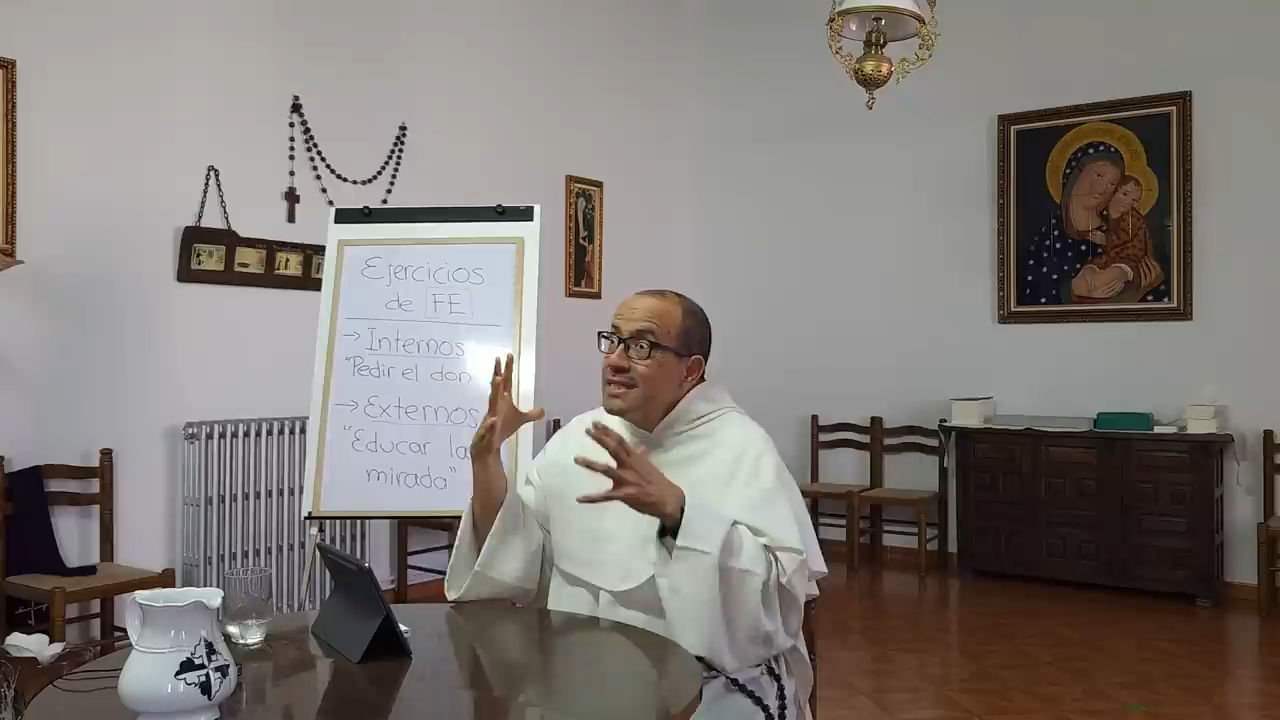 Ejercicios
de FE
→ Internos
"Pedir el don
→ Externos
"Educar la
mirada"